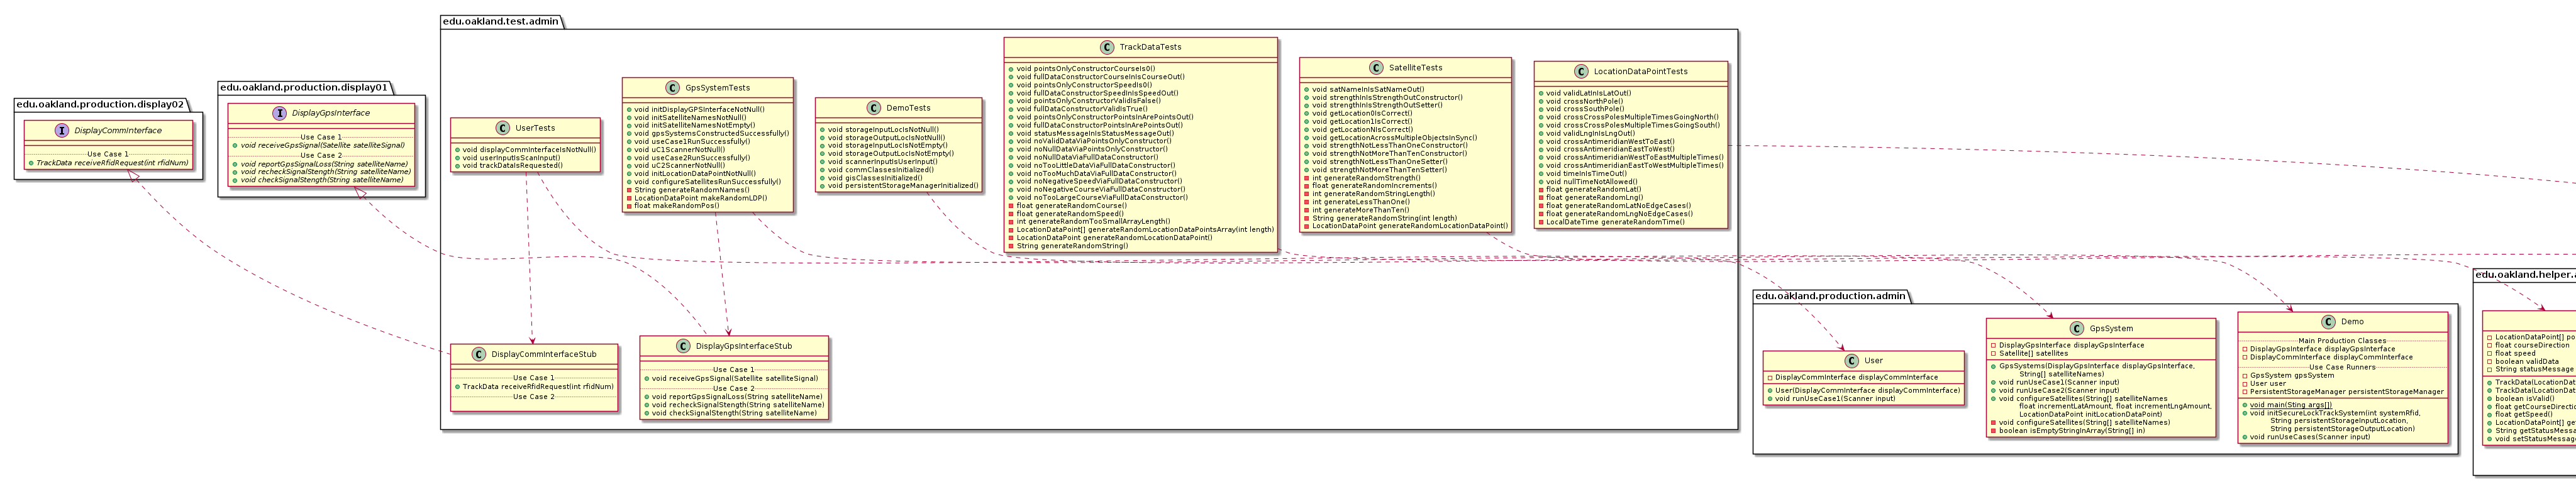 edu.oakland.production.display02
I DisplayCommInterface
Use Case 1
TrackData receiveRfidRequest(int rfidNum)
edu.oakland.production.display01
I DisplayGpsInterface
Use Case 1
void receiveGpsSignal(Satellite satelliteSignal)
Use Case 2
void reportGpsSignalLoss(String satelliteName)
void recheckSignalStength(String satelliteName)
void checkSignalStength(String satelliteName)
edu.oakland.test.admin
C UserTests
void displayCommInterfaceIsNotNull()
void userInputIsScanInput()
void trackDataIsRequested()
C GpsSystemTests
void initDisplayGPSInterfaceNotNull()
void initSatelliteNamesNotNull()
void initSatelliteNamesNotEmpty()
void gpsSystemsConstructedSuccessfully()
void useCase1RunSuccessfully()
void uC1ScannerNotNull()
void useCase2RunSuccessfully()
void uC2ScannerNotNull()
void initLocationDataPointNotNull()
void configureSatellitesRunSuccessfully()
String generateRandomNames()
LocationDataPoint makeRandomLDP()
float makeRandomPos()
C DemoTests
void storageInputLocIsNotNull()
void storageOutputLocIsNotNull()
void storageInputLocIsNotEmpty()
void storageOutputLocIsNotEmpty()
void scannerInputIsUserInput()
void commClassesInitialized()
void gisClassesInitialized()
void persistentStorageManagerInitialized()
C TrackDataTests
void pointsOnlyConstructorCourseIs0()
void fullDataConstructorCourseInIsCourseOut()
void pointsOnlyConstructorSpeedIs0()
void fullDataConstructorSpeedInIsSpeedOut()
void pointsOnlyConstructorValidIsFalse()
void fullDataConstructorValidIsTrue()
void pointsOnlyConstructorPointsInArePointsOut()
void fullDataConstructorPointsInArePointsOut()
void statusMessageInIsStatusMessageOut()
void noValidDataViaPointsOnlyConstructor()
void noNullDataViaPointsOnlyConstructor()
void noNullDataViaFullDataConstructor()
void noTooLittleDataViaFullDataConstructor()
void noTooMuchDataViaFullDataConstructor()
void noNegativeSpeedViaFullDataConstructor()
void noNegativeCourseViaFullDataConstructor()
void noTooLargeCourseViaFullDataConstructor()
float generateRandomCourse()
float generateRandomSpeed()
int generateRandomTooSmallArrayLength()
LocationDataPoint[] generateRandomLocationDataPointsArray(int length)
LocationDataPoint generateRandomLocationDataPoint()
String generateRandomString()
C SatelliteTests
void satNameInIsSatNameOut()
void strengthInIsStrengthOutConstructor()
void strengthInIsStrengthOutSetter()
void getLocation0IsCorrect()
void getLocation1IsCorrect()
void getLocationNIsCorrect()
void getLocationAcrossMultipleObjectsInSync()
void strengthNotLessThanOneConstructor()
void strengthNotMoreThanTenConstructor()
void strengthNotLessThanOneSetter()
void strengthNotMoreThanTenSetter()
int generateRandomStrength()
float generateRandomIncrements()
int generateRandomStringLength()
int generateLessThanOne()
int generateMoreThanTen()
String generateRandomString(int length)
LocationDataPoint generateRandomLocationDataPoint()
C LocationDataPointTests
void validLatInIsLatOut()
void crossNorthPole()
void crossSouthPole()
void crossCrossPolesMultipleTimesGoingNorth()
void crossCrossPolesMultipleTimesGoingSouth()
void validLngInIsLngOut()
void crossAntimeridianWestToEast()
void crossAntimeridianEastToWest()
void crossAntimeridianWestToEastMultipleTimes()
void crossAntimeridianEastToWestMultipleTimes()
void timeInIsTimeOut()
void nullTimeNotAllowed()
float generateRandomLat()
float generateRandomLng()
float generateRandomLatNoEdgeCases()
float generateRandomLngNoEdgeCases()
LocalDateTime generateRandomTime()
C DisplayCommInterfaceStub
Use Case 1
TrackData receiveRfidRequest(int rfidNum)
Use Case 2
C DisplayGpsInterfaceStub
Use Case 1
void receiveGpsSignal(Satellite satelliteSignal)
Use Case 2
void reportGpsSignalLoss(String satelliteName)
void recheckSignalStength(String satelliteName)
void checkSignalStength(String satelliteName)
edu.oakland.production.admin
C User
DisplayCommInterface displayCommInterface
User(DisplayCommInterface displayCommInterface)
void runUseCase1(Scanner input)
C GpsSystem
DisplayGpsInterface displayGpsInterface
Satellite[] satellites
GpsSystems(DisplayGpsInterface displayGpsInterface,
String[] satelliteNames)
void runUseCase1(Scanner input)
void runUseCase2(Scanner input)
void configureSatellites(String[] satelliteNames
float incrementLatAmount, float incrementLngAmount,
LocationDataPoint initLocationDataPoint)
void configureSatellites(String[] satelliteNames)
boolean isEmptyStringInArray(String[] in)
C Demo
Main Production Classes
DisplayGpsInterface displayGpsInterface
DisplayCommInterface displayCommInterface
Use Case Runners
GpsSystem gpsSystem
User user
PersistentStorageManager persistentStorageManager
void main(Sting args[])
void initSecureLockTrackSystem(int systemRfid,
String persistentStorageInputLocation,
String persistentStorageOutputLocation)
void runUseCases(Scanner input)
edu.oakland.helper.a
LocationDataPoint[] po
float courseDirection
float speed
boolean validData
String statusMessage
TrackData(LocationDat
TrackData(LocationDat
boolean isValid()
float getCourseDirecti
float getSpeed()
LocationDataPoint[] ge
String getStatusMessa
void setStatusMessage